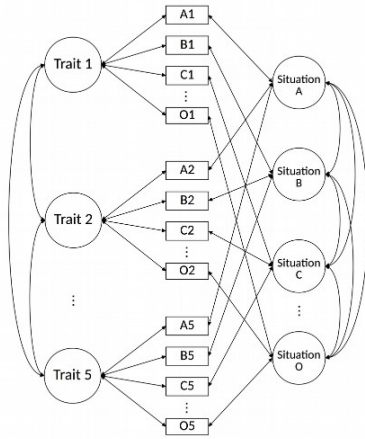 A1
B1
Trait 1
C1
⋮
O1
Situation
A
A2
Situation
B
B2
Trait 2
C2
⋮
O2
Situation
C
⋮
⋮
A5
B5
Situation
O
Trait 5
C5
⋮
O5